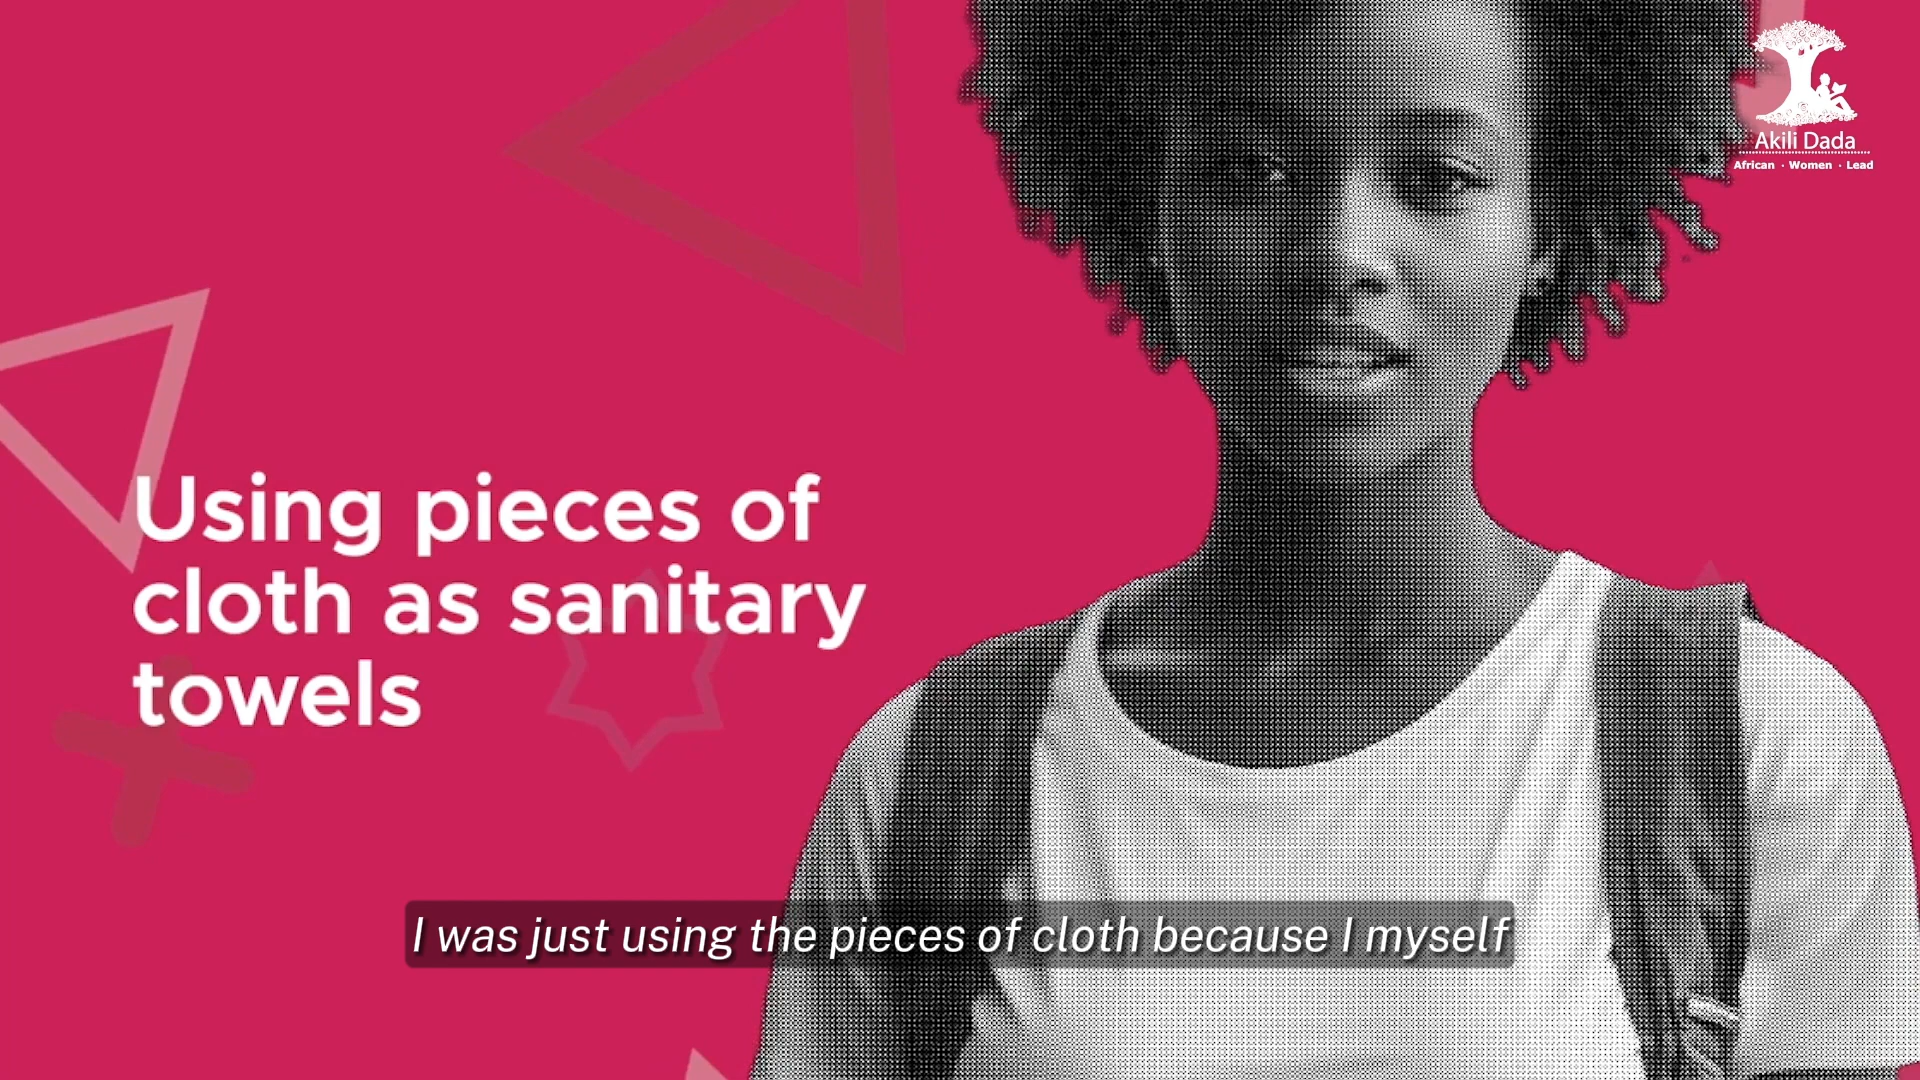 Akili Dada
African · Women · Lead
Using pieces of
cloth as sanitary
towels
I was just using the pieces of cloth because I myself